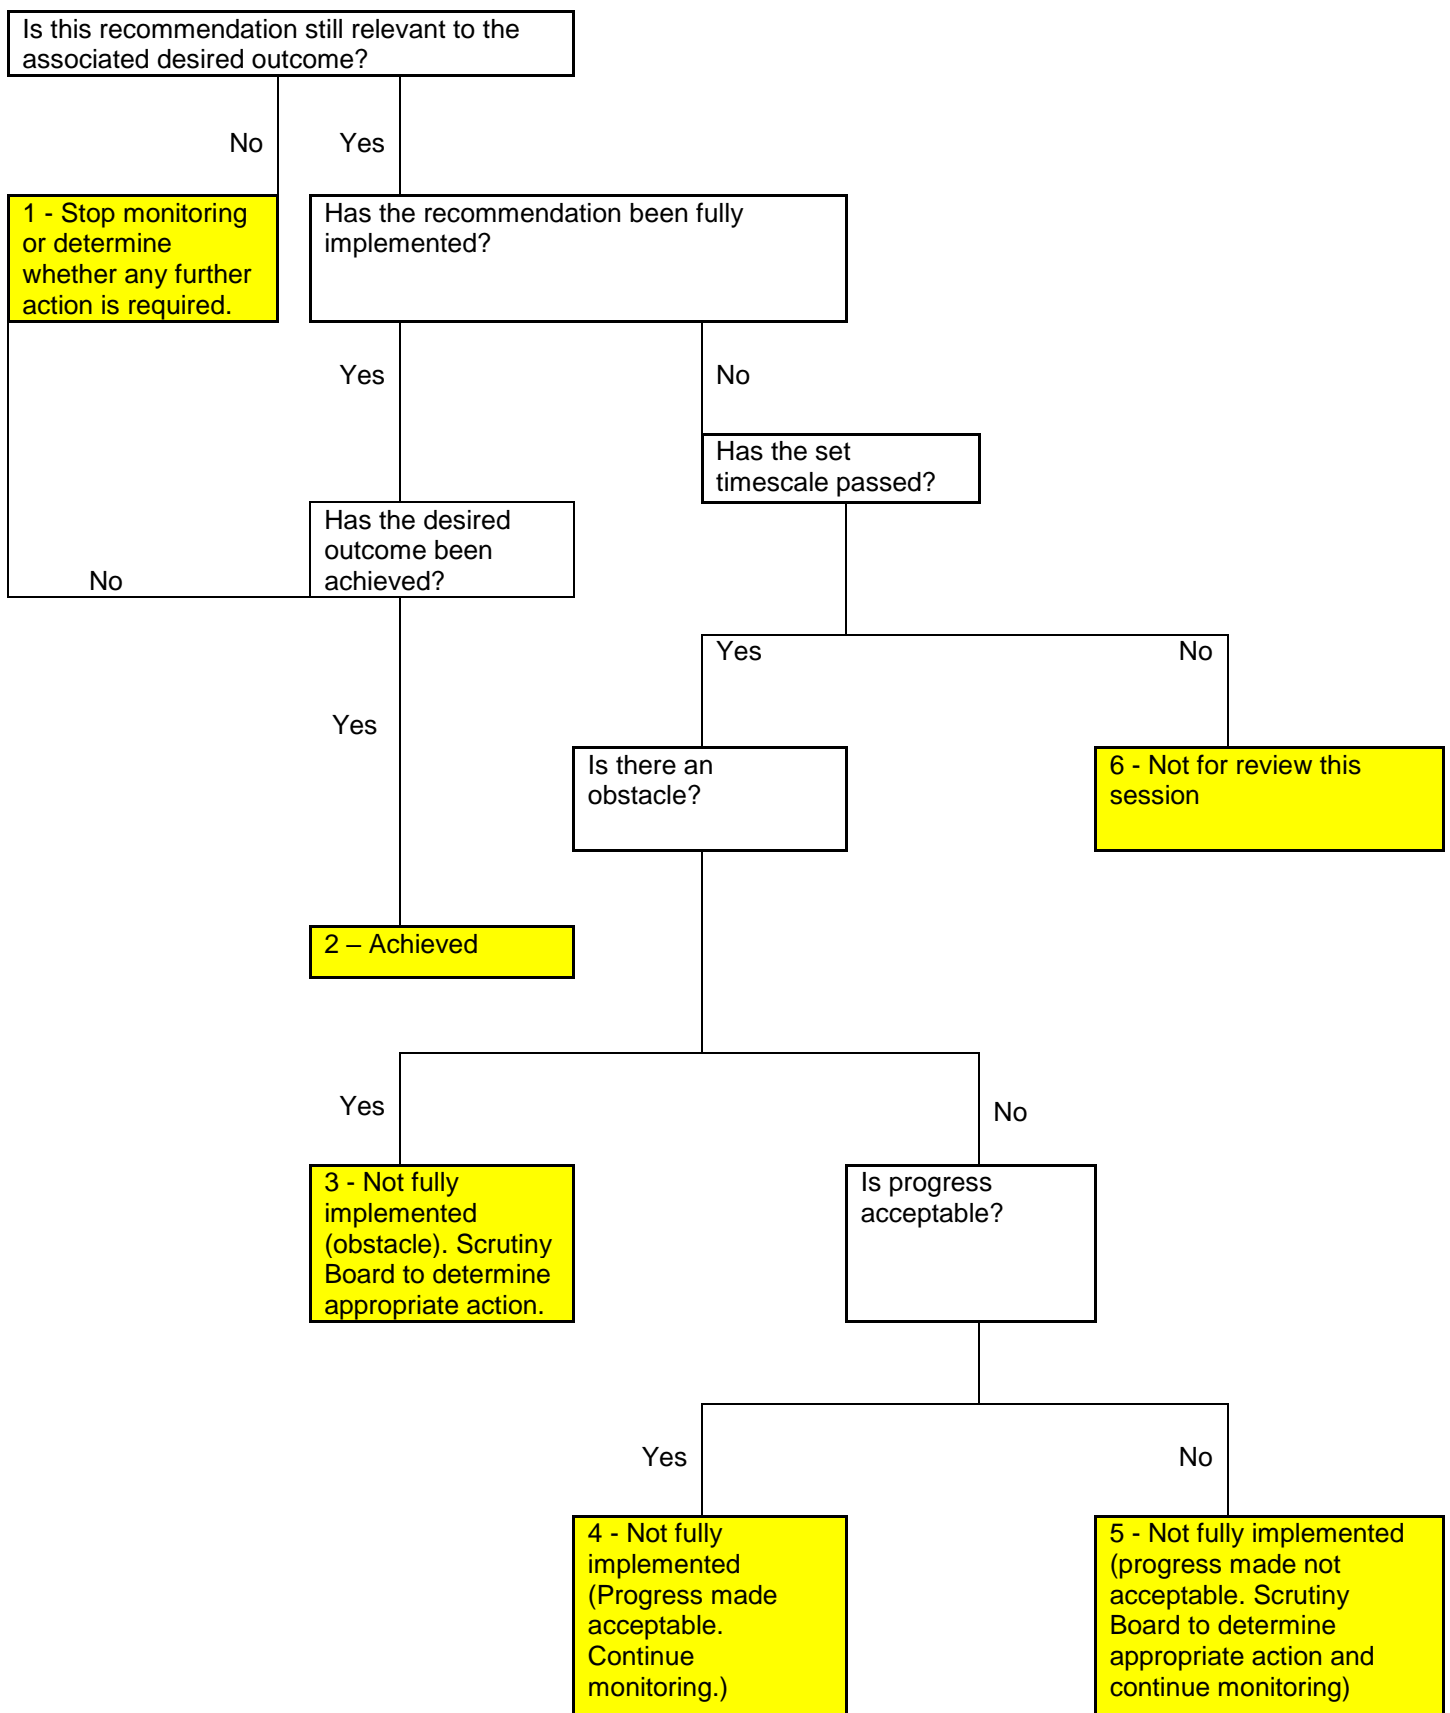 Is this recommendation still relevant to the
associated desired outcome?
No
Yes
1 - Stop monitoring
or determine
whether any further
action is required.
Has the recommendation been fully
implemented?
Yes
No
Has the set
timescale passed?
Has the desired
outcome been
achieved?
No
Yes
No
Yes
Is there an
obstacle?
6 - Not for review this
session
2 – Achieved
Yes
No
3 - Not fully
implemented
(obstacle). Scrutiny
Board to determine
appropriate action.
Is progress
acceptable?
Yes
No
4 - Not fully
implemented
(Progress made
acceptable.
Continue
monitoring.)
5 - Not fully implemented
(progress made not
acceptable. Scrutiny
Board to determine
appropriate action and
continue monitoring)